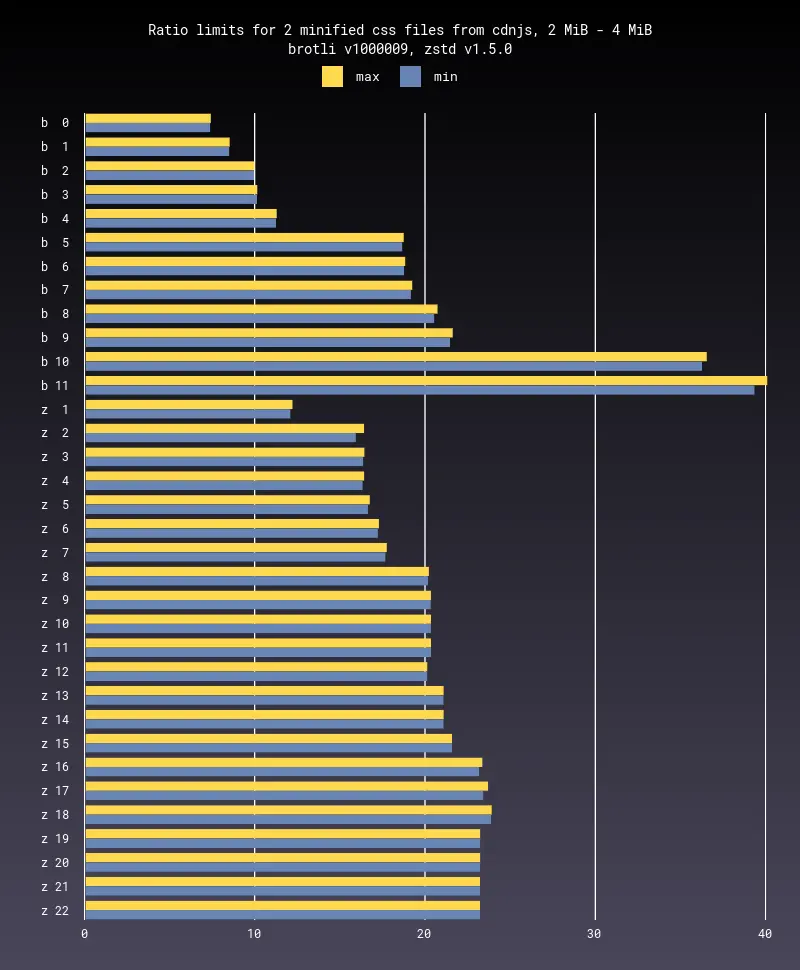 Ratio limits for 2 minified css files from cdnjs, 2 MiB - 4 MiB
brotli v1000009, zstd v1.5.0
max min
b 0
b 1
b 2
b 3
b 4
b 5
b 6
b 7
b 8
b 9
b 10
b 11
z 1
z 2
z 3
z 4
z 5
z 6
z 7
z 8
z 9
z 10
z 11
z 12
z 13
z 14
z 15
z 16
z 17
z 18
z 19
z 20
z 21
z 22
0 10 20 30 40